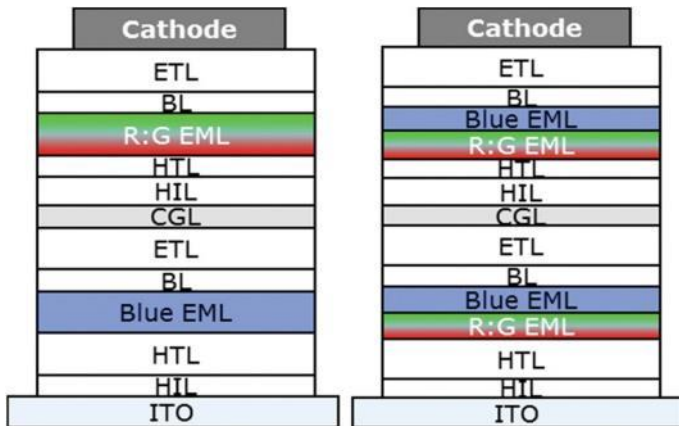 Cathode
ETL
BL
R:G EML
HTL
HIL
CGL
ETL
BL
Blue EML
HTL
HIL
ITO
Cathode
ETL
BL
Blue EML
R:G EML
HTL
HIL
CGL
ETL
BL
Blue EML
R:G EML
HTL
HIL
ITO